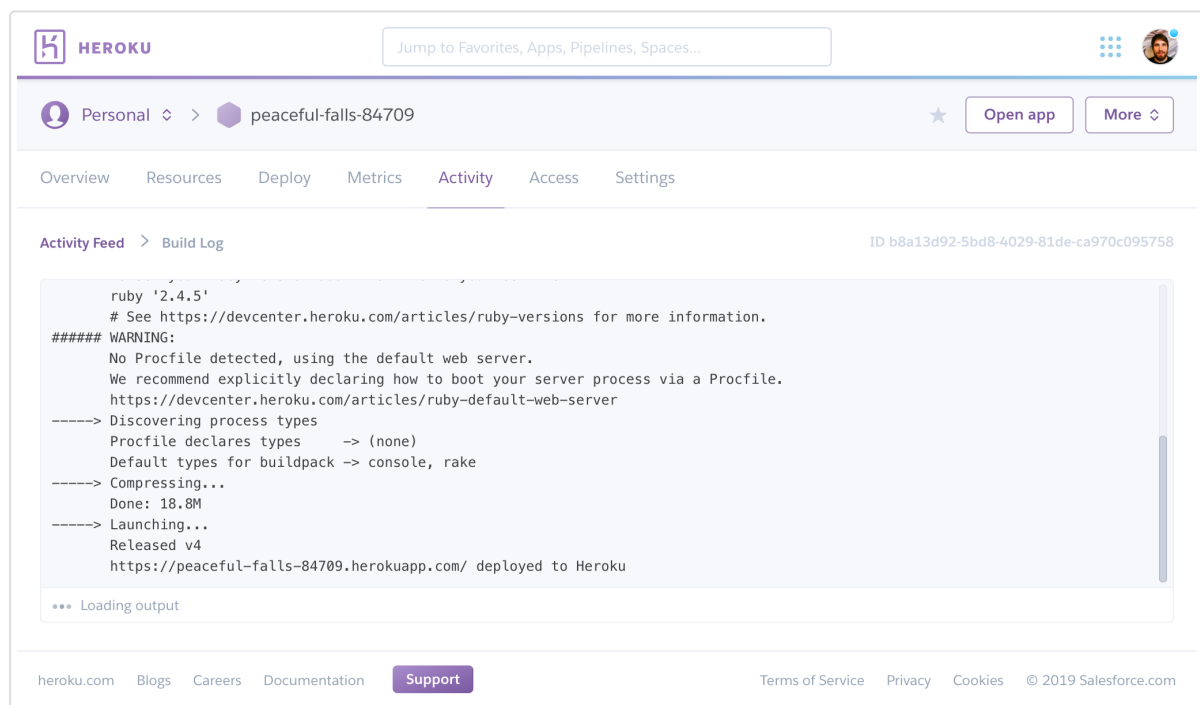 HEROKU
Jump to Favorites, Apps, Pipelines, Spaces...
Personal
peaceful-falls-84709
Open app
More
Overview Resources Deploy Metrics Activity Access Settings
Activity Feed > Build Log
ID b8a13d92-5bd8-4029-81de-ca970c095758
ruby '2.4.5'
# See https://devcenter.heroku.com/articles/ruby-versions for more information.
###### WARNING:
No Procfile detected, using the default web server.
We recommend explicitly declaring how to boot your server process via a Procfile.
https://devcenter.heroku.com/articles/ruby-default-web-server
-----> Discovering process types
Procfile declares types     -> (none)
Default types for buildpack -> console, rake
-----> Compressing...
Done: 18.8M
-----> Launching...
Released v4
https://peaceful-falls-84709.herokuapp.com/ deployed to Heroku
Loading output
heroku.com Blogs Careers Documentation Support Terms of Service Privacy Cookies © 2019 Salesforce.com